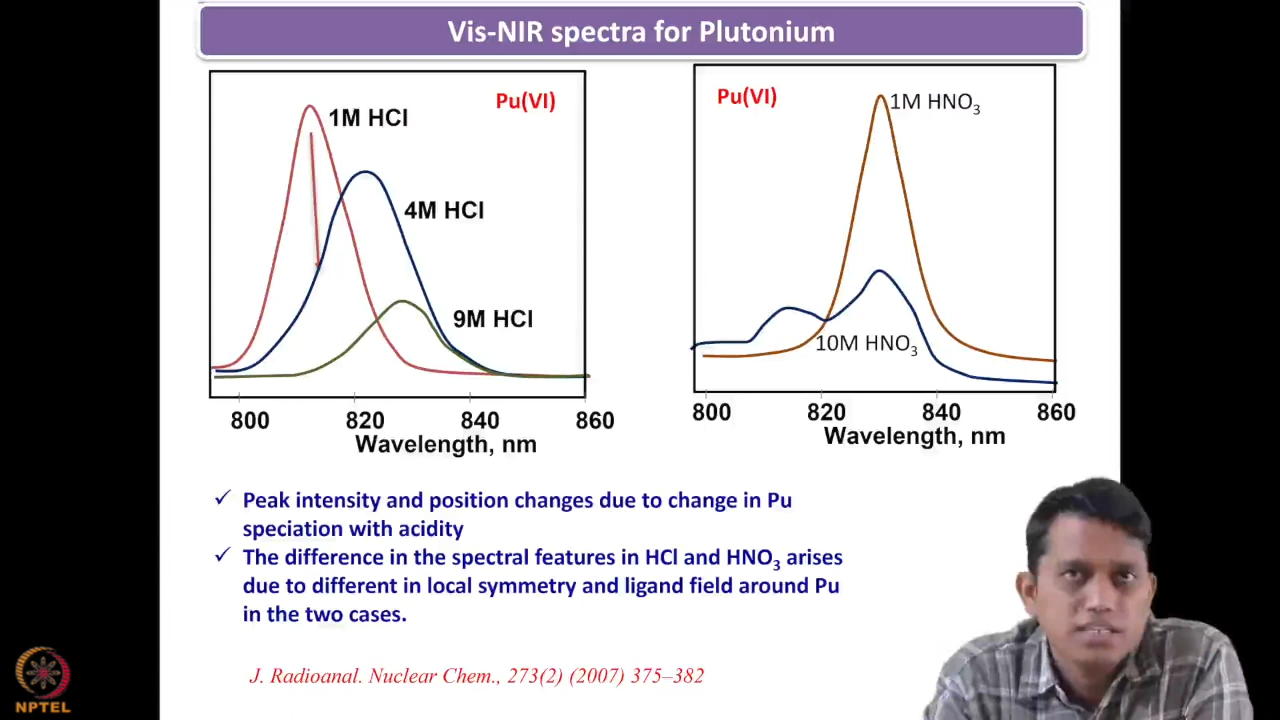 Vis-NIR spectra for Plutonium
Pu(VI)
1M HCl
4M HCl
9M HCl
800 820 840 860
Wavelength, nm
Pu(VI)
1M HNO₃
10M HNO₃
800 820 840 860
Wavelength, nm
✓ Peak intensity and position changes due to change in Pu
speciation with acidity
✓ The difference in the spectral features in HCl and HNO₃ arises
due to different in local symmetry and ligand field around Pu
in the two cases.
J. Radioanal. Nuclear Chem., 273(2) (2007) 375–382
NPTEL